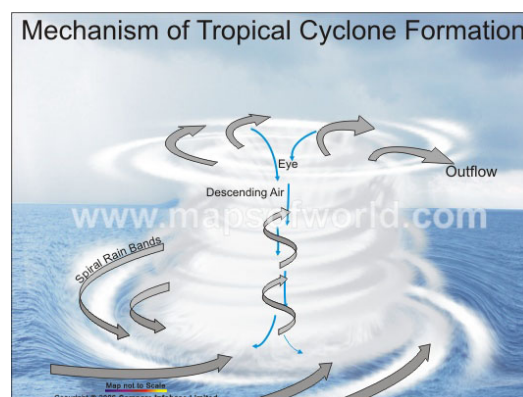 Mechanism of Tropical Cyclone Formation
Eye
Outflow
Descending Air
www.mapsofworld.com
Spiral Rain Bands
Map not to Scale